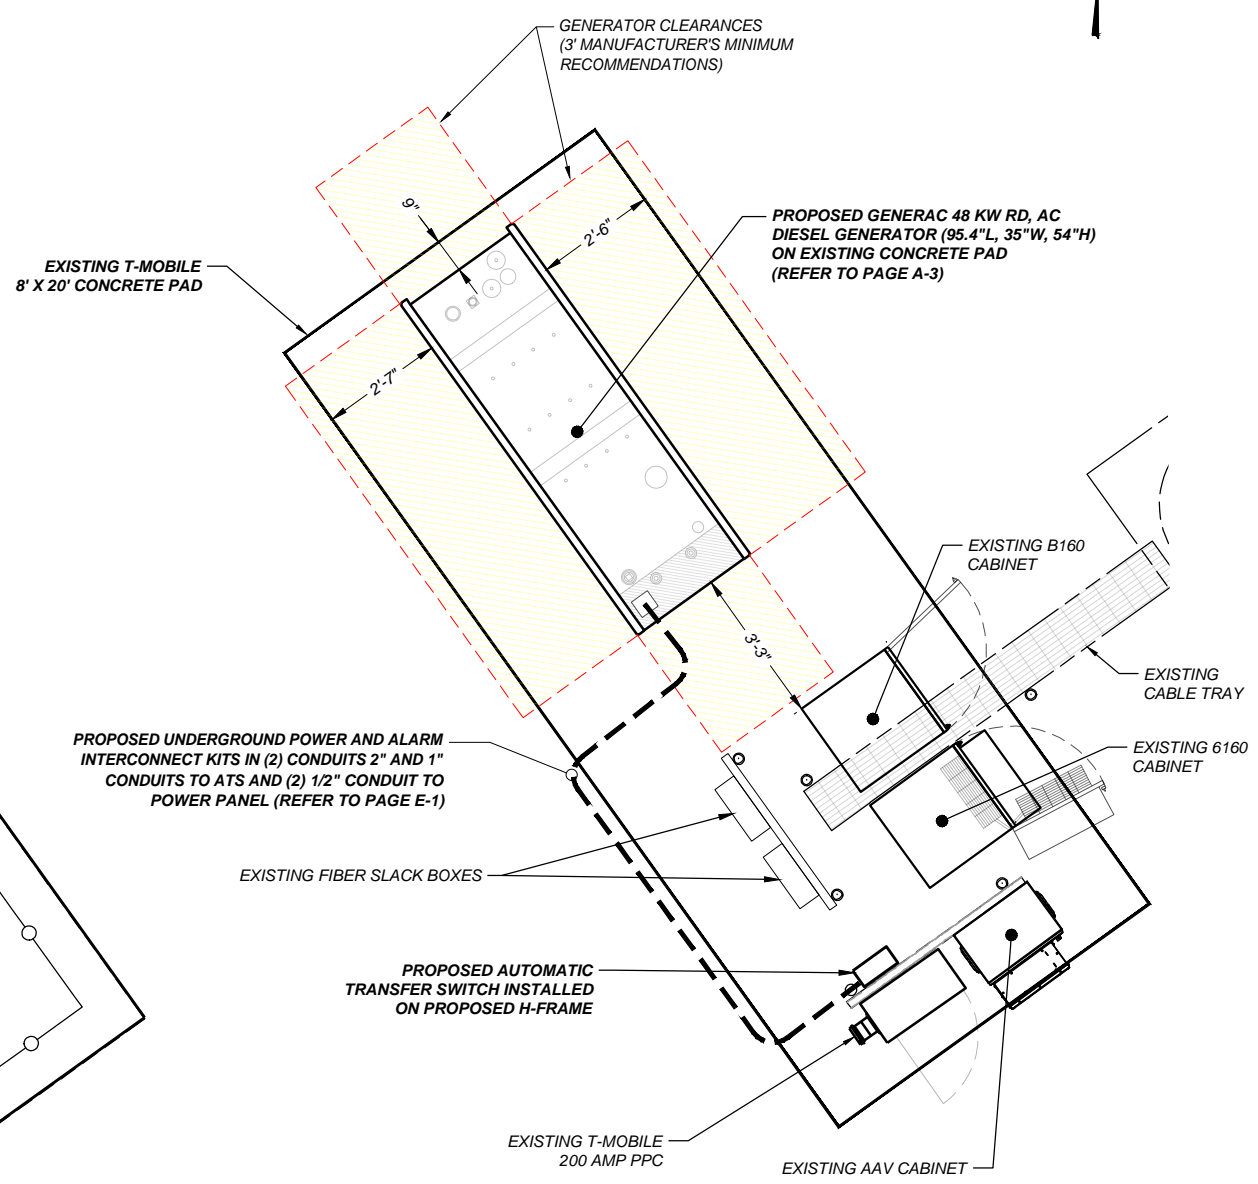 GENERATOR CLEARANCES
(3' MANUFACTURER'S MINIMUM
RECOMMENDATIONS)
9"
2'-6"
PROPOSED GENERAC 48 KW RD, AC
DIESEL GENERATOR (95.4"L, 35"W, 54"H)
ON EXISTING CONCRETE PAD
(REFER TO PAGE A-3)
EXISTING T-MOBILE
8' X 20' CONCRETE PAD
2'-7"
EXISTING B160
CABINET
3'-3"
EXISTING
CABLE TRAY
PROPOSED UNDERGROUND POWER AND ALARM
INTERCONNECT KITS IN (2) CONDUITS 2" AND 1"
CONDUITS TO ATS AND (2) 1/2" CONDUIT TO
POWER PANEL (REFER TO PAGE E-1)
EXISTING 6160
CABINET
EXISTING FIBER SLACK BOXES
PROPOSED AUTOMATIC
TRANSFER SWITCH INSTALLED
ON PROPOSED H-FRAME
EXISTING T-MOBILE
200 AMP PPC
EXISTING AAV CABINET